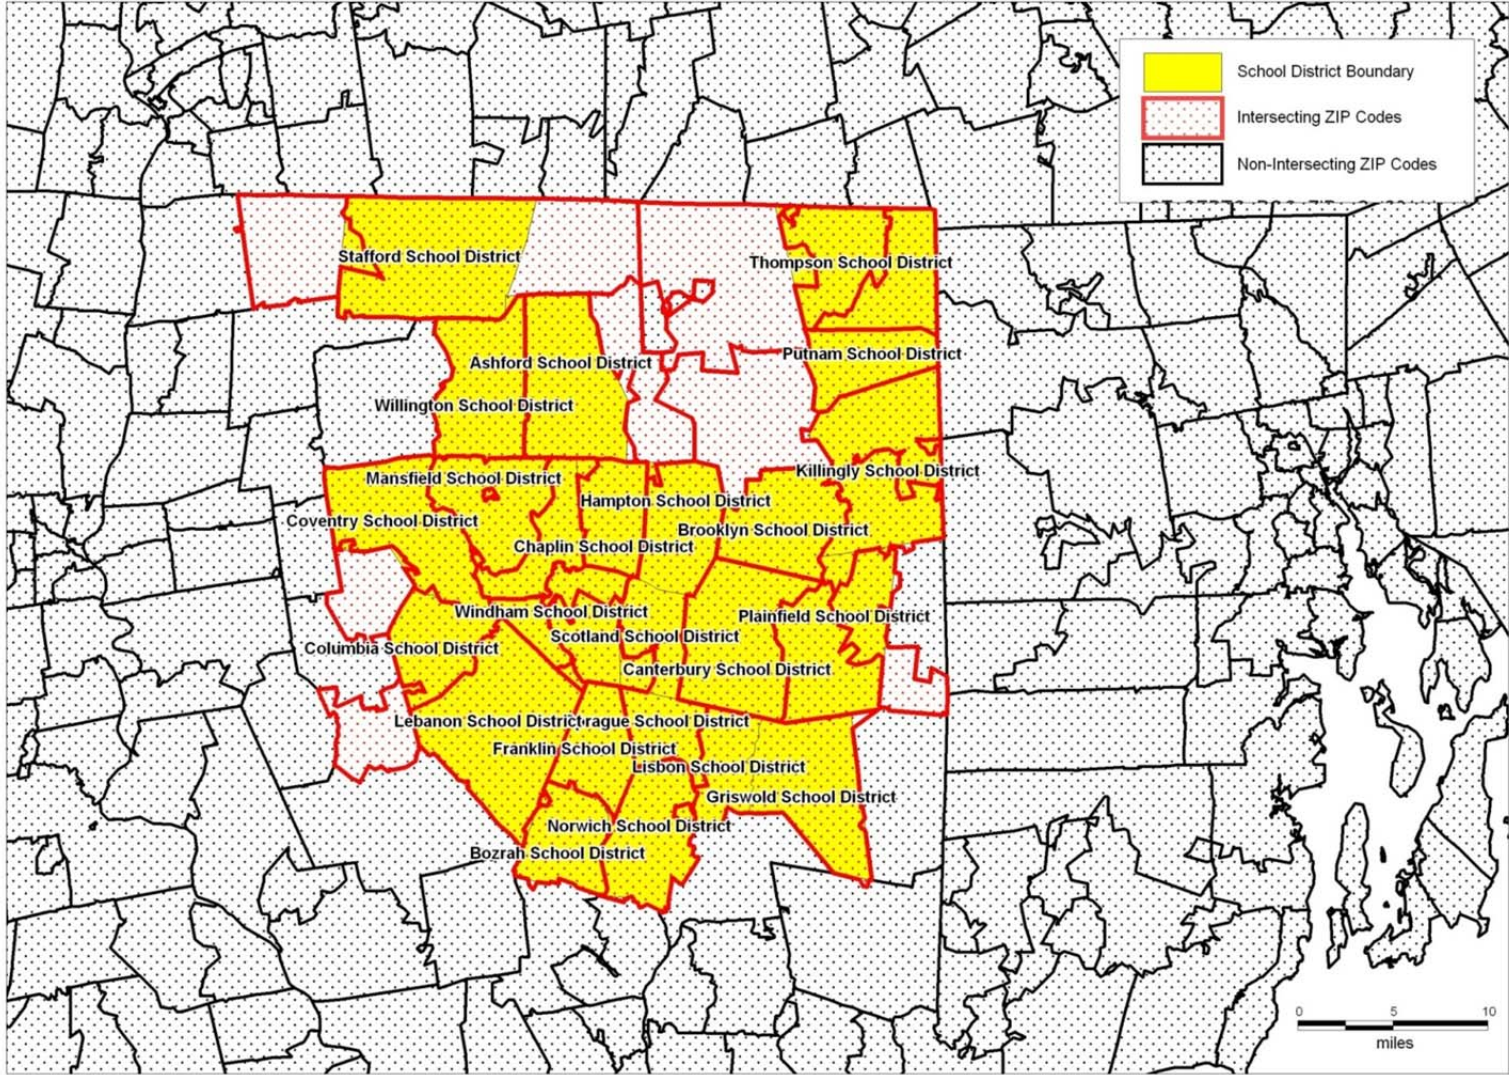 School District Boundary
Intersecting ZIP Codes
Non-Intersecting ZIP Codes
Stafford School District
Thompson School District
Putnam School District
Ashford School District
Willington School District
Killingly School District
Mansfield School District
Hampton School District
Coventry School District
Brooklyn School District
Chaplin School District
Windham School District
Plainfield School District
Scotland School District
Columbia School District
Canterbury School District
Lebanon School District
rague School District
Franklin School District
Lisbon School District
Griswold School District
Norwich School District
Bozrah School District
0 5 10
miles